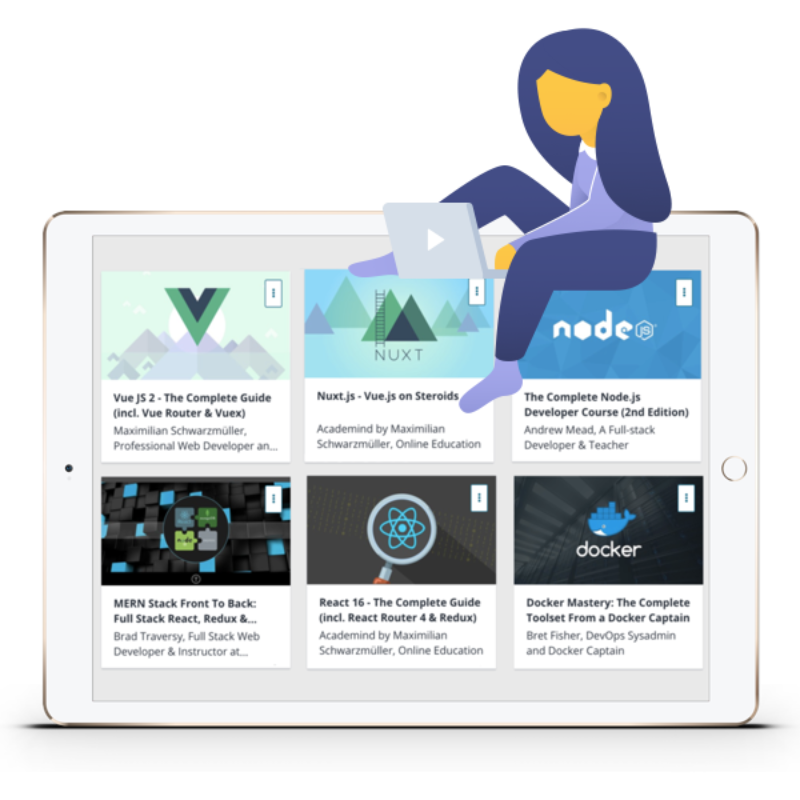 NUXT
node
JS
Vue JS 2 - The Complete Guide
(incl. Vue Router & Vuex)
Maximilian Schwarzmüller,
Professional Web Developer an...
Nuxt.js - Vue.js on Steroids
Academind by Maximilian
Schwarzmüller, Online Education
The Complete Node.js
Developer Course (2nd Edition)
Andrew Mead, A Full-stack
Developer & Teacher
docker
MERN Stack Front To Back:
Full Stack React, Redux &...
Brad Traversy, Full Stack Web
Developer & Instructor at...
React 16 - The Complete Guide
(incl. React Router 4 & Redux)
Academind by Maximilian
Schwarzmüller, Online Education
Docker Mastery: The Complete
Toolset From a Docker Captain
Bret Fisher, DevOps Sysadmin
and Docker Captain